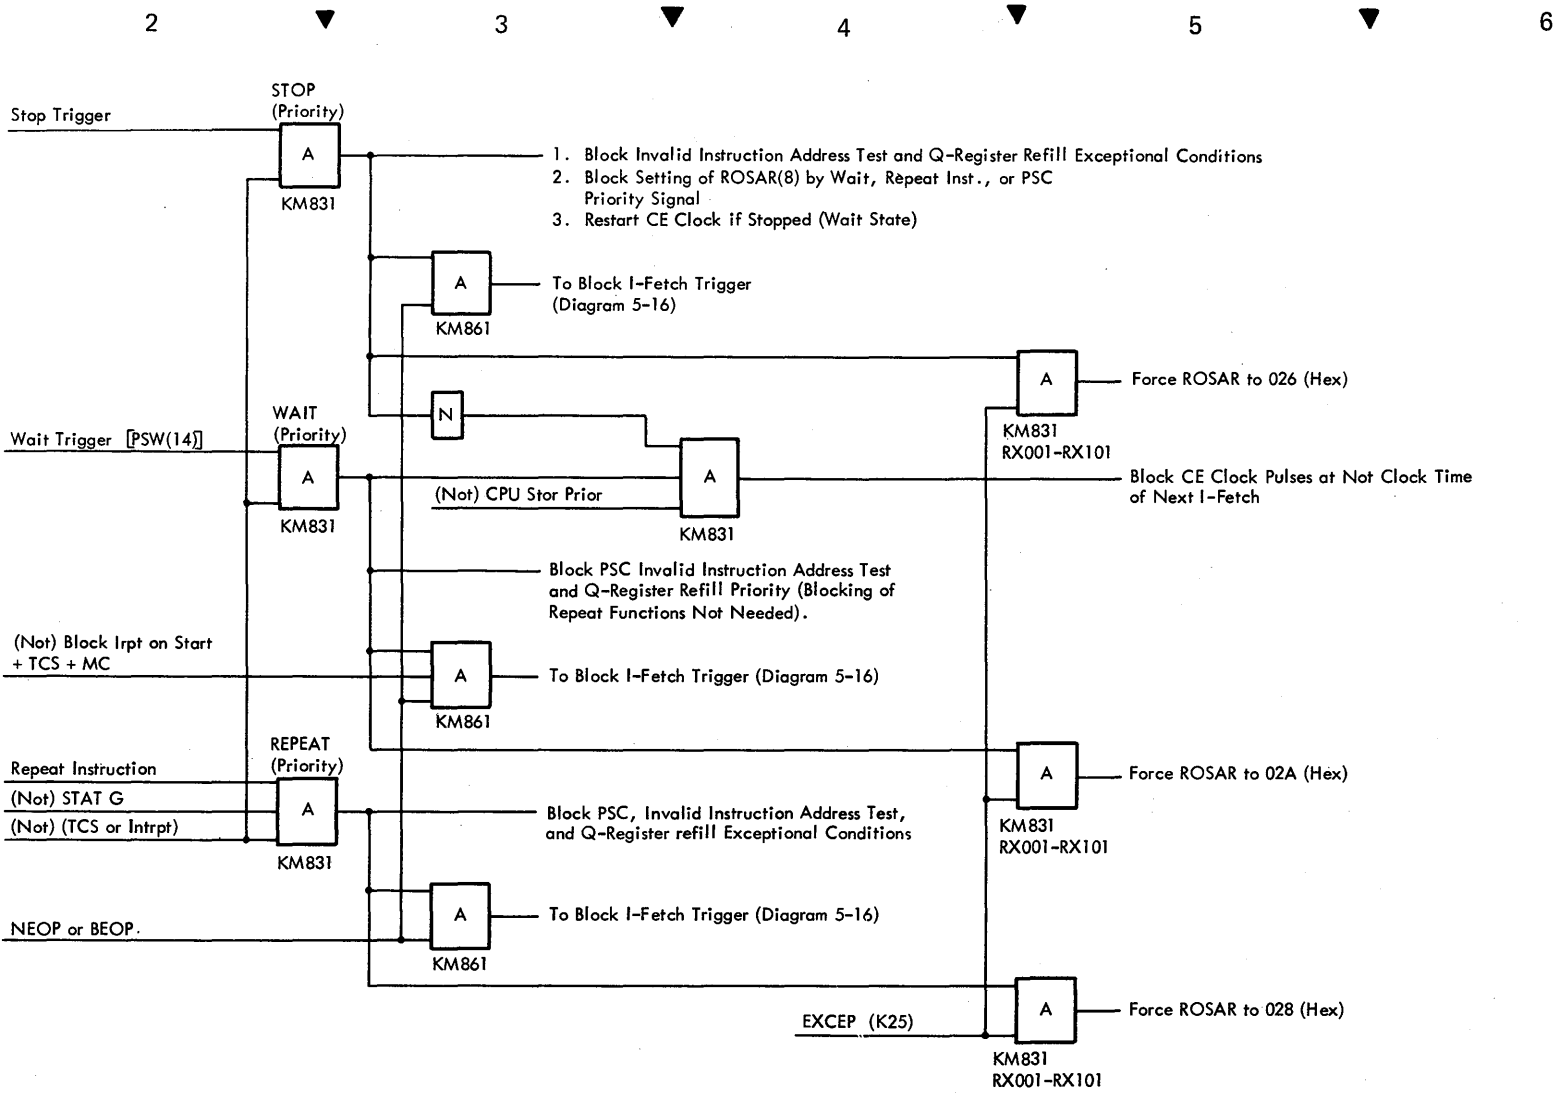 2 3 4 5 6
STOP
(Priority)
Stop Trigger
A
KM831
1. Block Invalid Instruction Address Test and Q-Register Refill Exceptional Conditions
2. Block Setting of ROSAR(8) by Wait, Repeat Inst., or PSC
Priority Signal
3. Restart CE Clock if Stopped (Wait State)
A
KM861
To Block I-Fetch Trigger
(Diagram 5-16)
A
KM831
RX001-RX101
Force ROSAR to 026 (Hex)
N
WAIT
(Priority)
Wait Trigger [PSW(14)]
A
KM831
(Not) CPU Stor Prior
A
KM831
Block CE Clock Pulses at Not Clock Time
of Next I-Fetch
Block PSC Invalid Instruction Address Test
and Q-Register Refill Priority (Blocking of
Repeat Functions Not Needed).
(Not) Block Irpt on Start
+ TCS + MC
A
KM861
To Block I-Fetch Trigger (Diagram 5-16)
A
KM831
RX001-RX101
Force ROSAR to 02A (Hex)
REPEAT
(Priority)
Repeat Instruction
(Not) STAT G
(Not) (TCS or Intrpt)
A
KM831
Block PSC, Invalid Instruction Address Test,
and Q-Register refill Exceptional Conditions
NEOP or BEOP.
A
KM861
To Block I-Fetch Trigger (Diagram 5-16)
EXCEP (K25)
A
KM831
RX001-RX101
Force ROSAR to 028 (Hex)